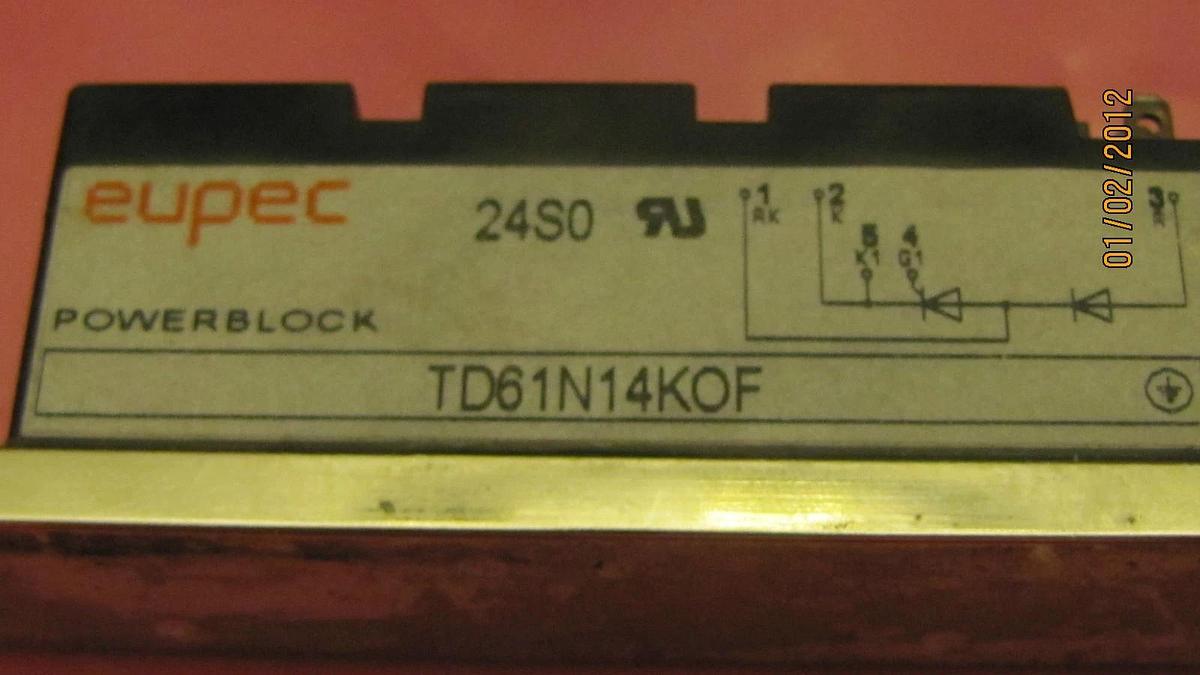 eupec
24S0
1 2 3
AK K A
5 4
K1 G1
POWERBLOCK
TD61N14KOF
01/02/2012